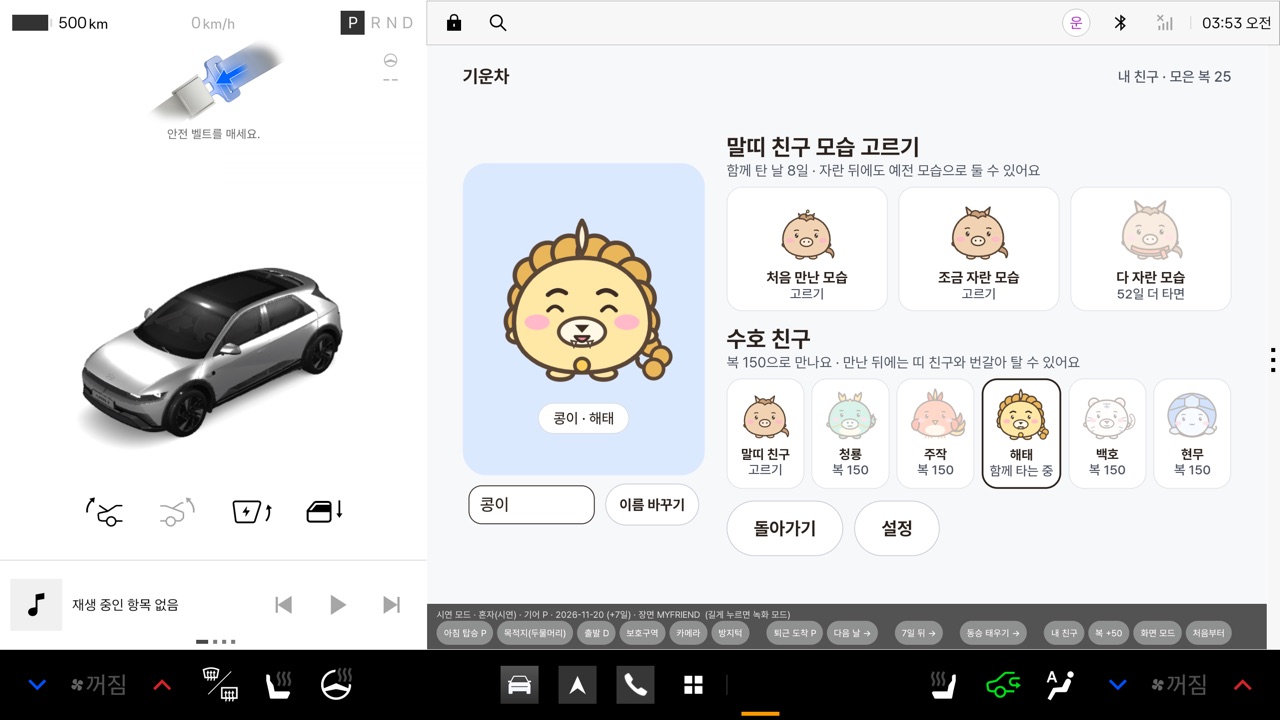 500 km
0 km/h
P R N D
운
03:53 오전
--
안전 벨트를 매세요.
재생 중인 항목 없음
기운차
내 친구 · 모은 복 25
콩이 · 해태
콩이
이름 바꾸기
말띠 친구 모습 고르기
함께 탄 날 8일 · 자란 뒤에도 예전 모습으로 둘 수 있어요
처음 만난 모습
고르기
조금 자란 모습
고르기
다 자란 모습
52일 더 타면
수호 친구
복 150으로 만나요 · 만난 뒤에는 띠 친구와 번갈아 탈 수 있어요
말띠 친구
고르기
청룡
복 150
주작
복 150
해태
함께 타는 중
백호
복 150
현무
복 150
돌아가기
설정
시연 모드 · 혼자(시연) · 기어 P · 2026-11-20 (+7일) · 장면 MYFRIEND (길게 누르면 녹화 모드)
아침 탑승 P
목적지(두물머리)
출발 D
보호구역
카메라
방지턱
퇴근 도착 P
다음 날 →
7일 뒤 →
동승 태우기 →
내 친구
복 +50
화면 모드
처음부터
꺼짐
A
꺼짐